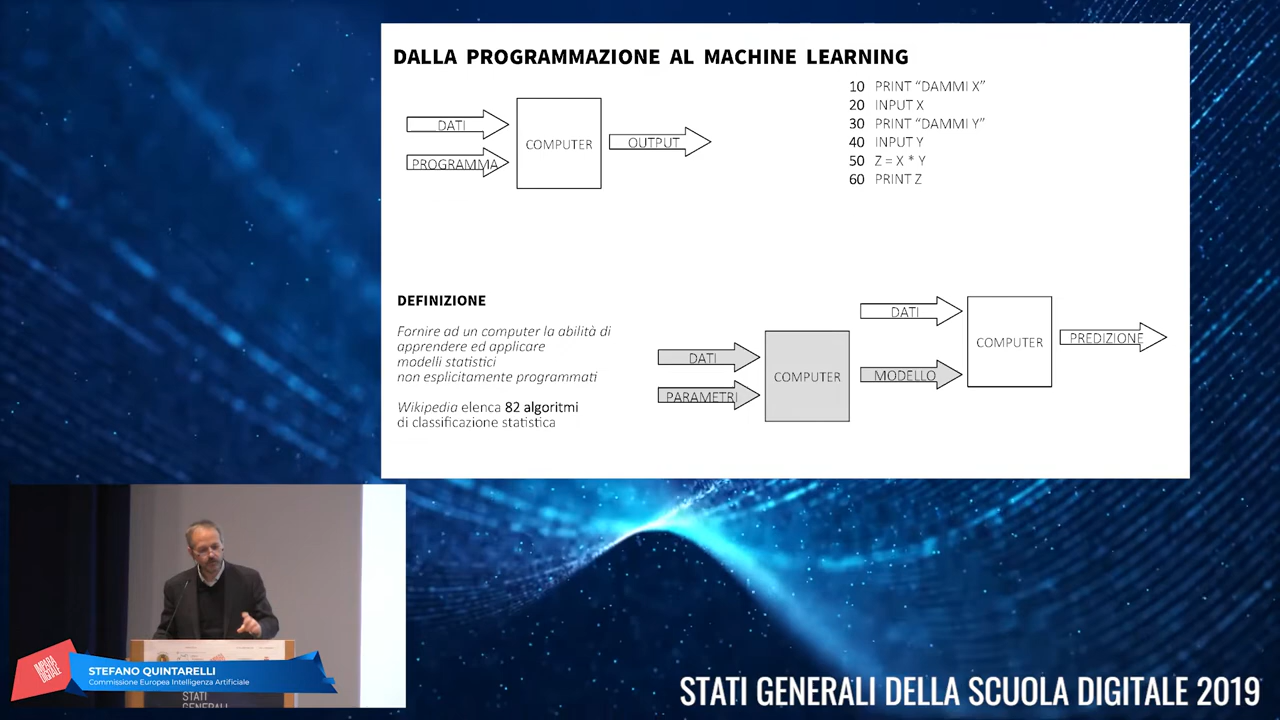 DALLA PROGRAMMAZIONE AL MACHINE LEARNING
DATI
PROGRAMMA
COMPUTER
OUTPUT
10 PRINT “DAMMI X”
20 INPUT X
30 PRINT “DAMMI Y”
40 INPUT Y
50 Z = X * Y
60 PRINT Z
DEFINIZIONE
Fornire ad un computer la abilità di
apprendere ed applicare
modelli statistici
non esplicitamente programmati
Wikipedia elenca 82 algoritmi
di classificazione statistica
DATI
PARAMETRI
COMPUTER
DATI
MODELLO
COMPUTER
PREDIZIONE
STEFANO QUINTARELLI
Commissione Europea Intelligenza Artificiale
STATI
GENERALI
STATI GENERALI DELLA SCUOLA DIGITALE 2019